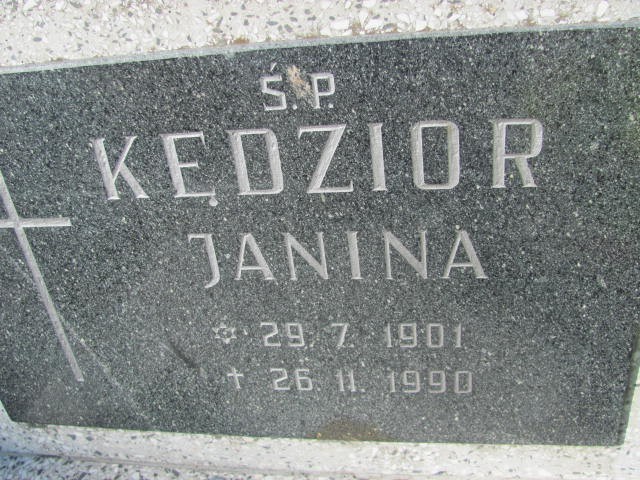 Ś.P.
KĘDZIOR
JANINA
* 29. 7. 1901
† 26. 11. 1990